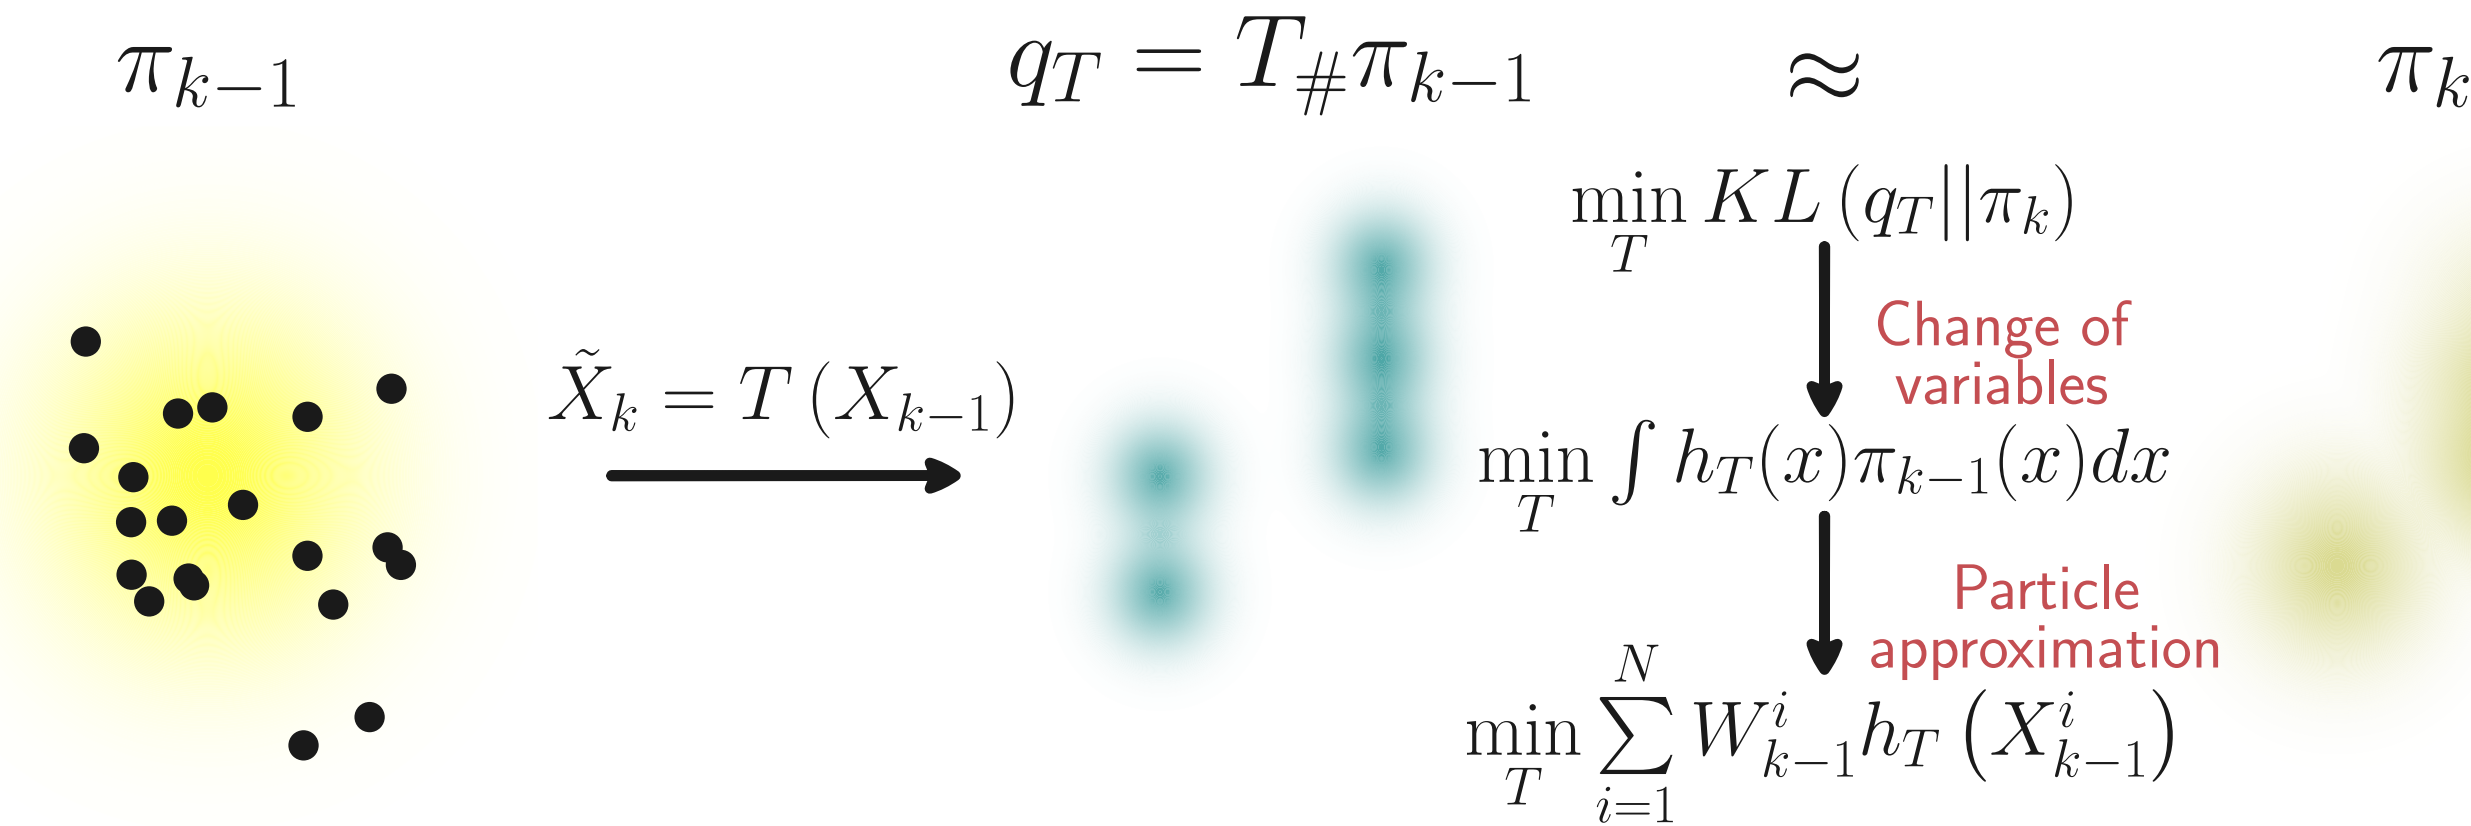 π_{k−1}
q_T = T_# π_{k−1} ≈ π_k
min_T KL (q_T||π_k)
Change of
variables
X̃_k = T (X_{k−1})
min_T ∫ h_T(x)π_{k−1}(x)dx
Particle
approximation
min_T ∑_{i=1}^{N} W^i_{k−1} h_T (X^i_{k−1})